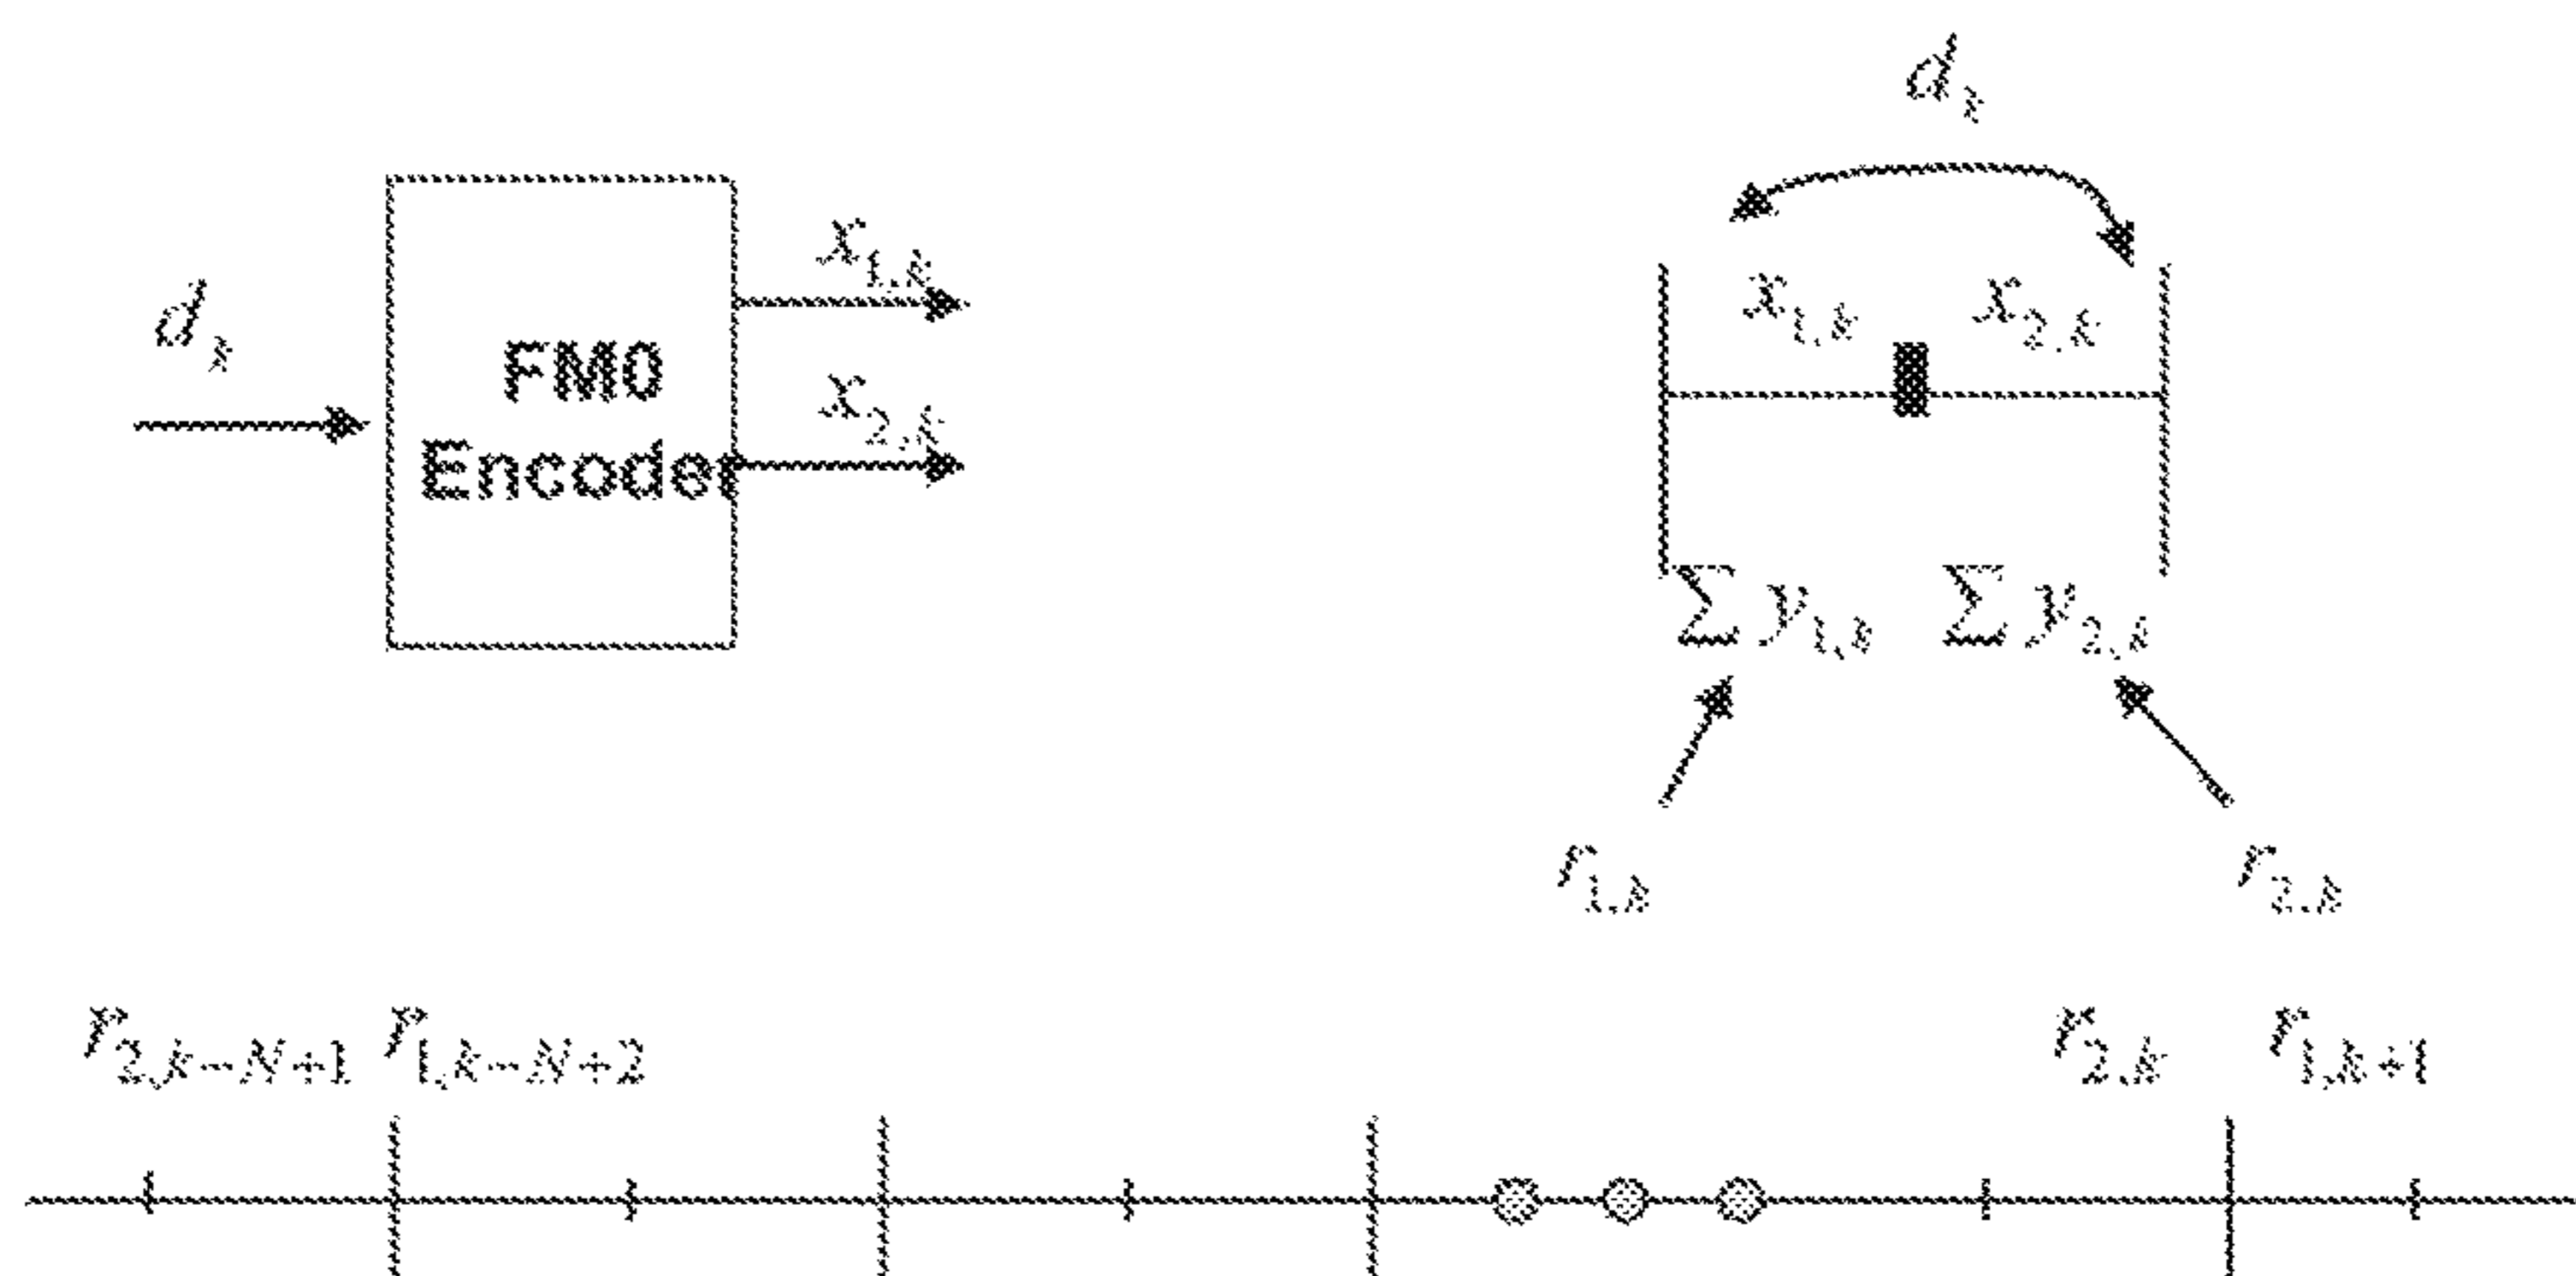 d_k
x_{1,k}
d_k
FM0
Encoder
x_{2,k}
x_{1,k} x_{2,k}
∑ y_{1,k} ∑ y_{2,k}
r_{1,k} r_{2,k}
r_{2,k-N+1} r_{1,k-N+2} r_{2,k} r_{1,k+1}